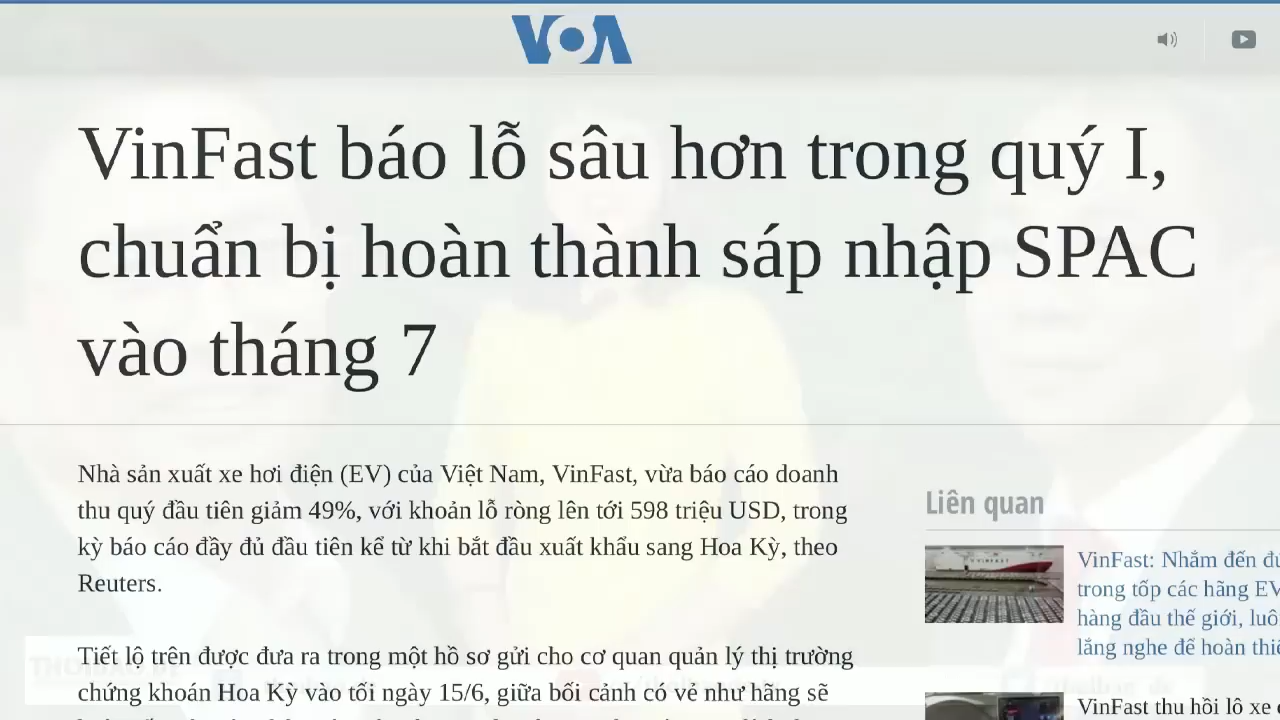 VOA
VinFast báo lỗ sâu hơn trong quý I,
chuẩn bị hoàn thành sáp nhập SPAC
vào tháng 7
Nhà sản xuất xe hơi điện (EV) của Việt Nam, VinFast, vừa báo cáo doanh
thu quý đầu tiên giảm 49%, với khoản lỗ ròng lên tới 598 triệu USD, trong
kỳ báo cáo đầy đủ đầu tiên kể từ khi bắt đầu xuất khẩu sang Hoa Kỳ, theo
Reuters.
Tiết lộ trên được đưa ra trong một hồ sơ gửi cho cơ quan quản lý thị trường
chứng khoán Hoa Kỳ vào tối ngày 15/6, giữa bối cảnh có vẻ như hãng sẽ
Liên quan
VinFast: Nhắm đến
trong tốp các hãng EV
hàng đầu thế giới,
lắng nghe để hoàn
VinFast thu hồi lô xe